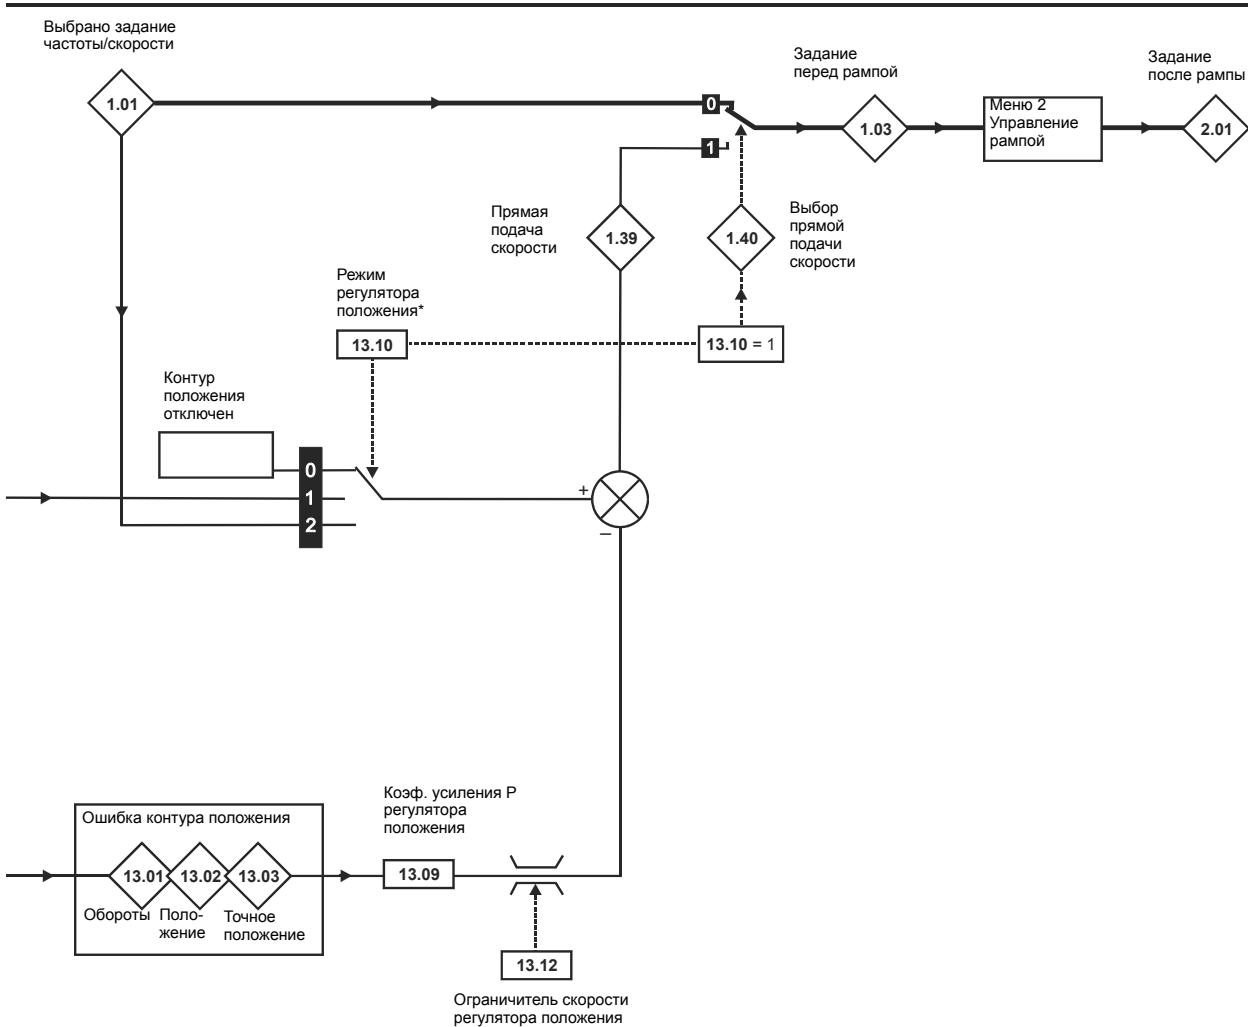 Выбрано задание
частоты/скорости
1.01
0
1
Задание
перед рампой
1.03
Меню 2
Управление
рампой
Задание
после рампы
2.01
Прямая
подача
скорости
1.39
1.40
Выбор
прямой
подачи
скорости
Режим
регулятора
положения*
13.10
13.10 = 1
Контур
положения
отключен
0
1
2
+
–
Ошибка контура положения
13.01
13.02
13.03
Обороты
Поло-
жение
Точное
положение
Коэф. усиления P
регулятора
положения
13.09
13.12
Ограничитель скорости
регулятора положения